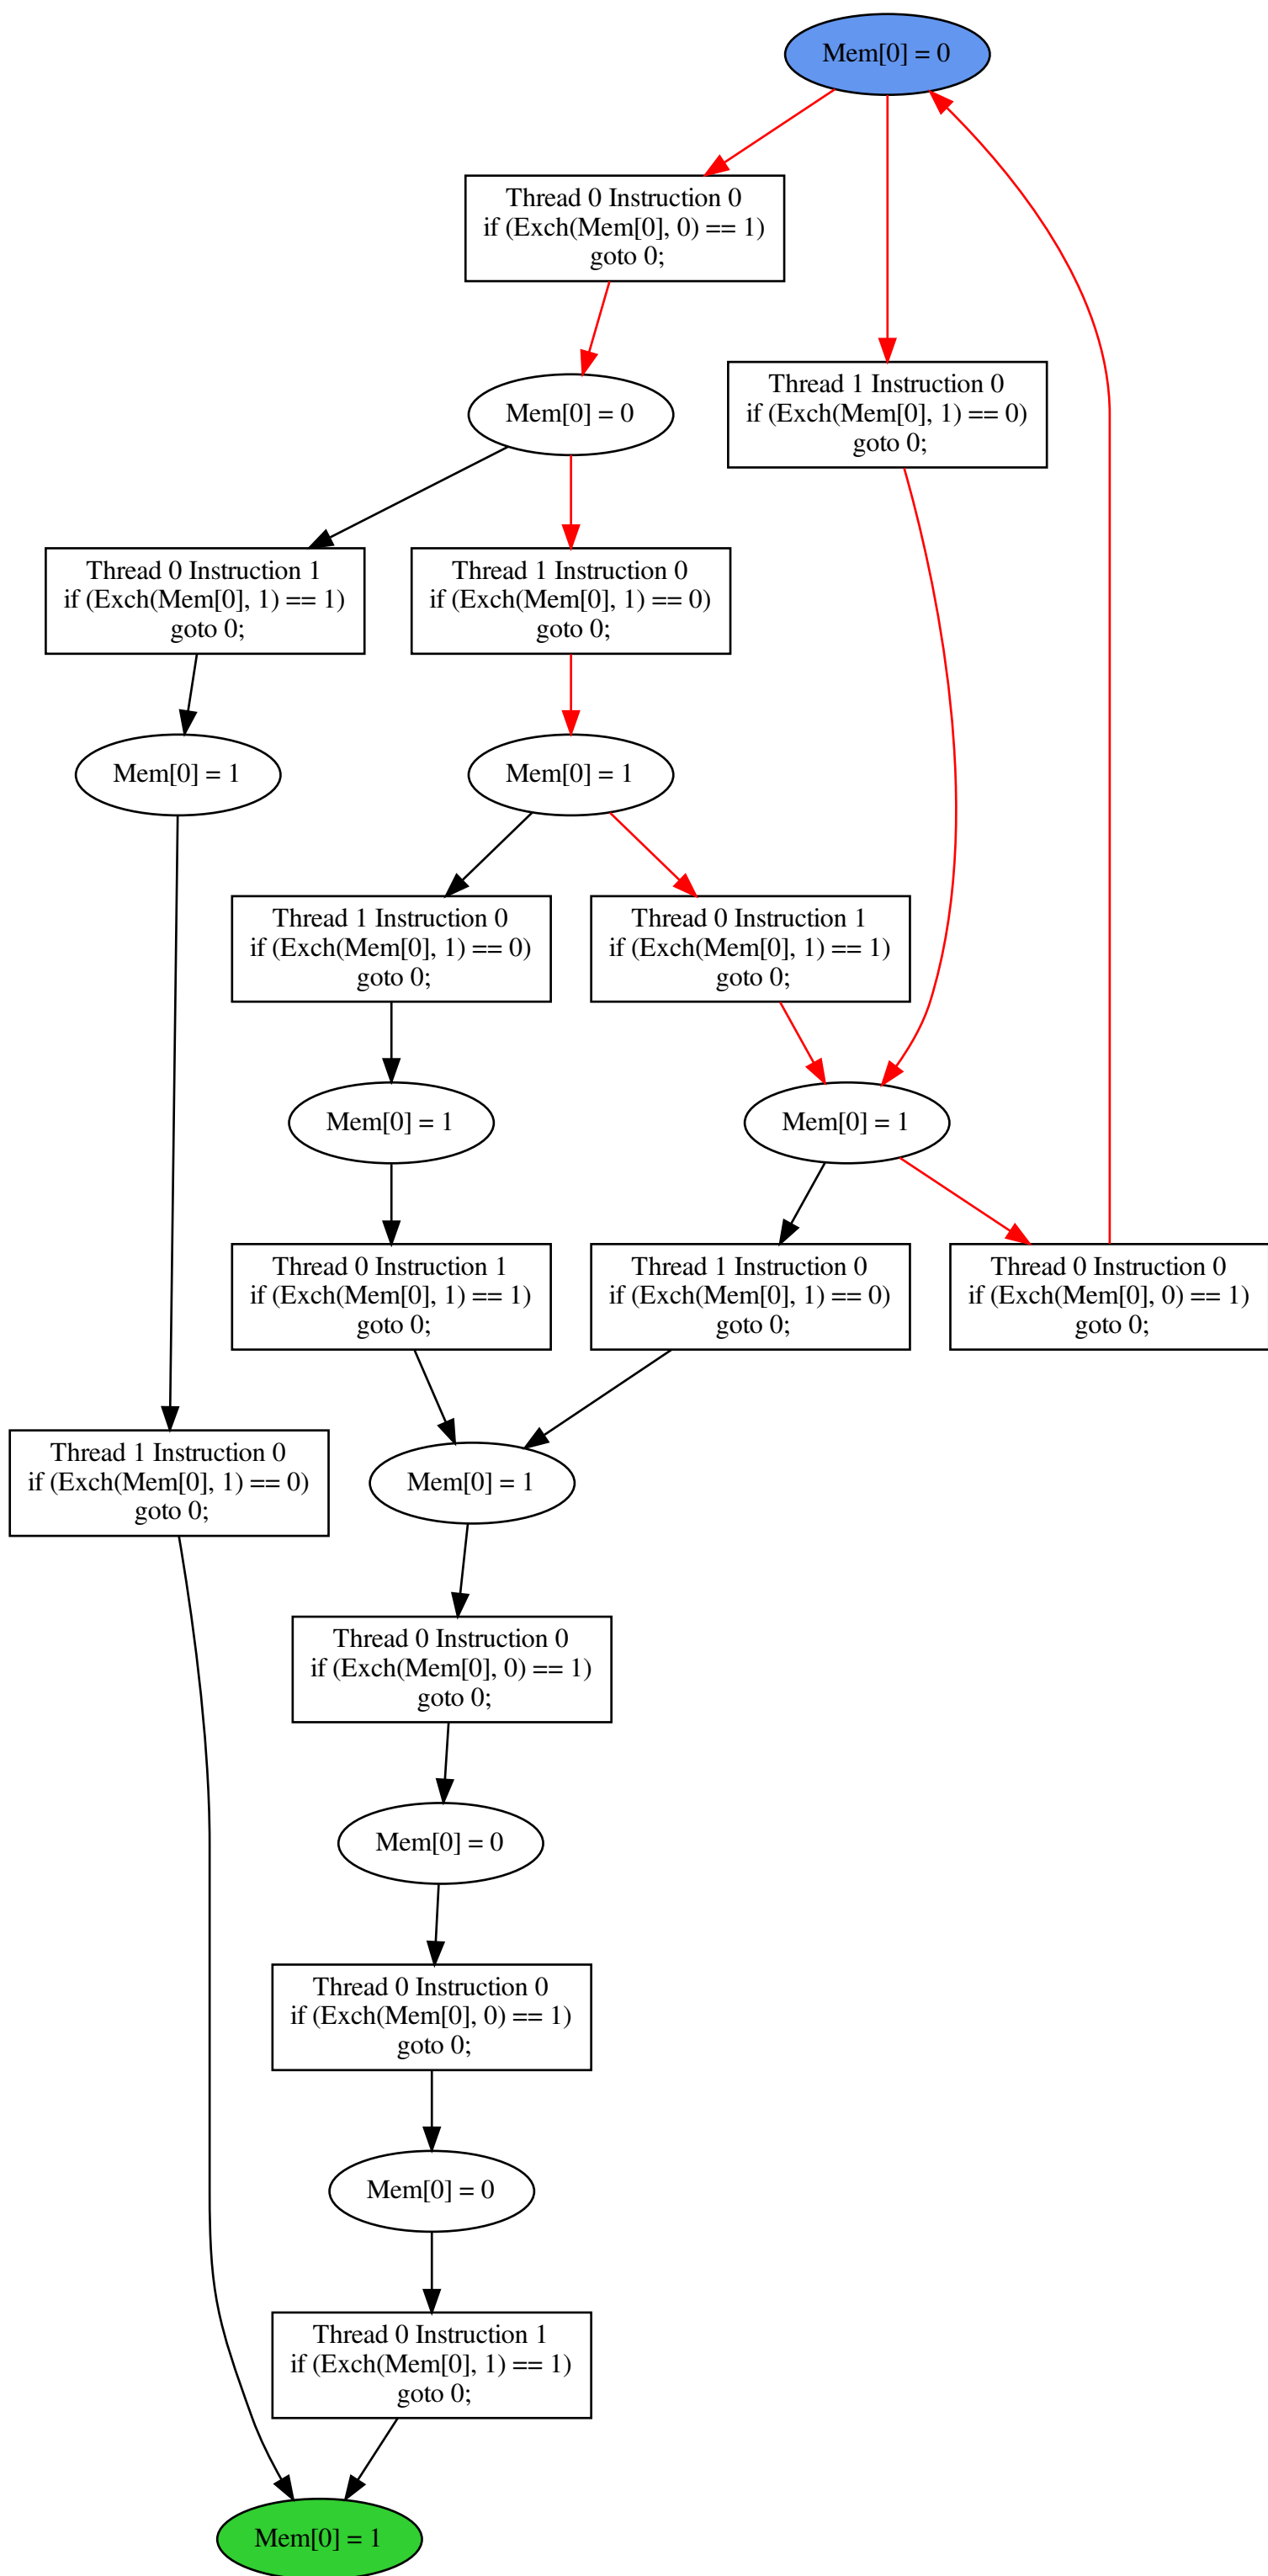 Mem[0] = 0
Thread 0 Instruction 0
if (Exch(Mem[0], 0) == 1)
goto 0;
Mem[0] = 0
Thread 1 Instruction 0
if (Exch(Mem[0], 1) == 0)
goto 0;
Thread 0 Instruction 1
if (Exch(Mem[0], 1) == 1)
goto 0;
Thread 1 Instruction 0
if (Exch(Mem[0], 1) == 0)
goto 0;
Mem[0] = 1
Mem[0] = 1
Thread 1 Instruction 0
if (Exch(Mem[0], 1) == 0)
goto 0;
Thread 0 Instruction 1
if (Exch(Mem[0], 1) == 1)
goto 0;
Mem[0] = 1
Mem[0] = 1
Thread 0 Instruction 1
if (Exch(Mem[0], 1) == 1)
goto 0;
Thread 1 Instruction 0
if (Exch(Mem[0], 1) == 0)
goto 0;
Thread 0 Instruction 0
if (Exch(Mem[0], 0) == 1)
goto 0;
Thread 1 Instruction 0
if (Exch(Mem[0], 1) == 0)
goto 0;
Mem[0] = 1
Thread 0 Instruction 0
if (Exch(Mem[0], 0) == 1)
goto 0;
Mem[0] = 0
Thread 0 Instruction 0
if (Exch(Mem[0], 0) == 1)
goto 0;
Mem[0] = 0
Thread 0 Instruction 1
if (Exch(Mem[0], 1) == 1)
goto 0;
Mem[0] = 1